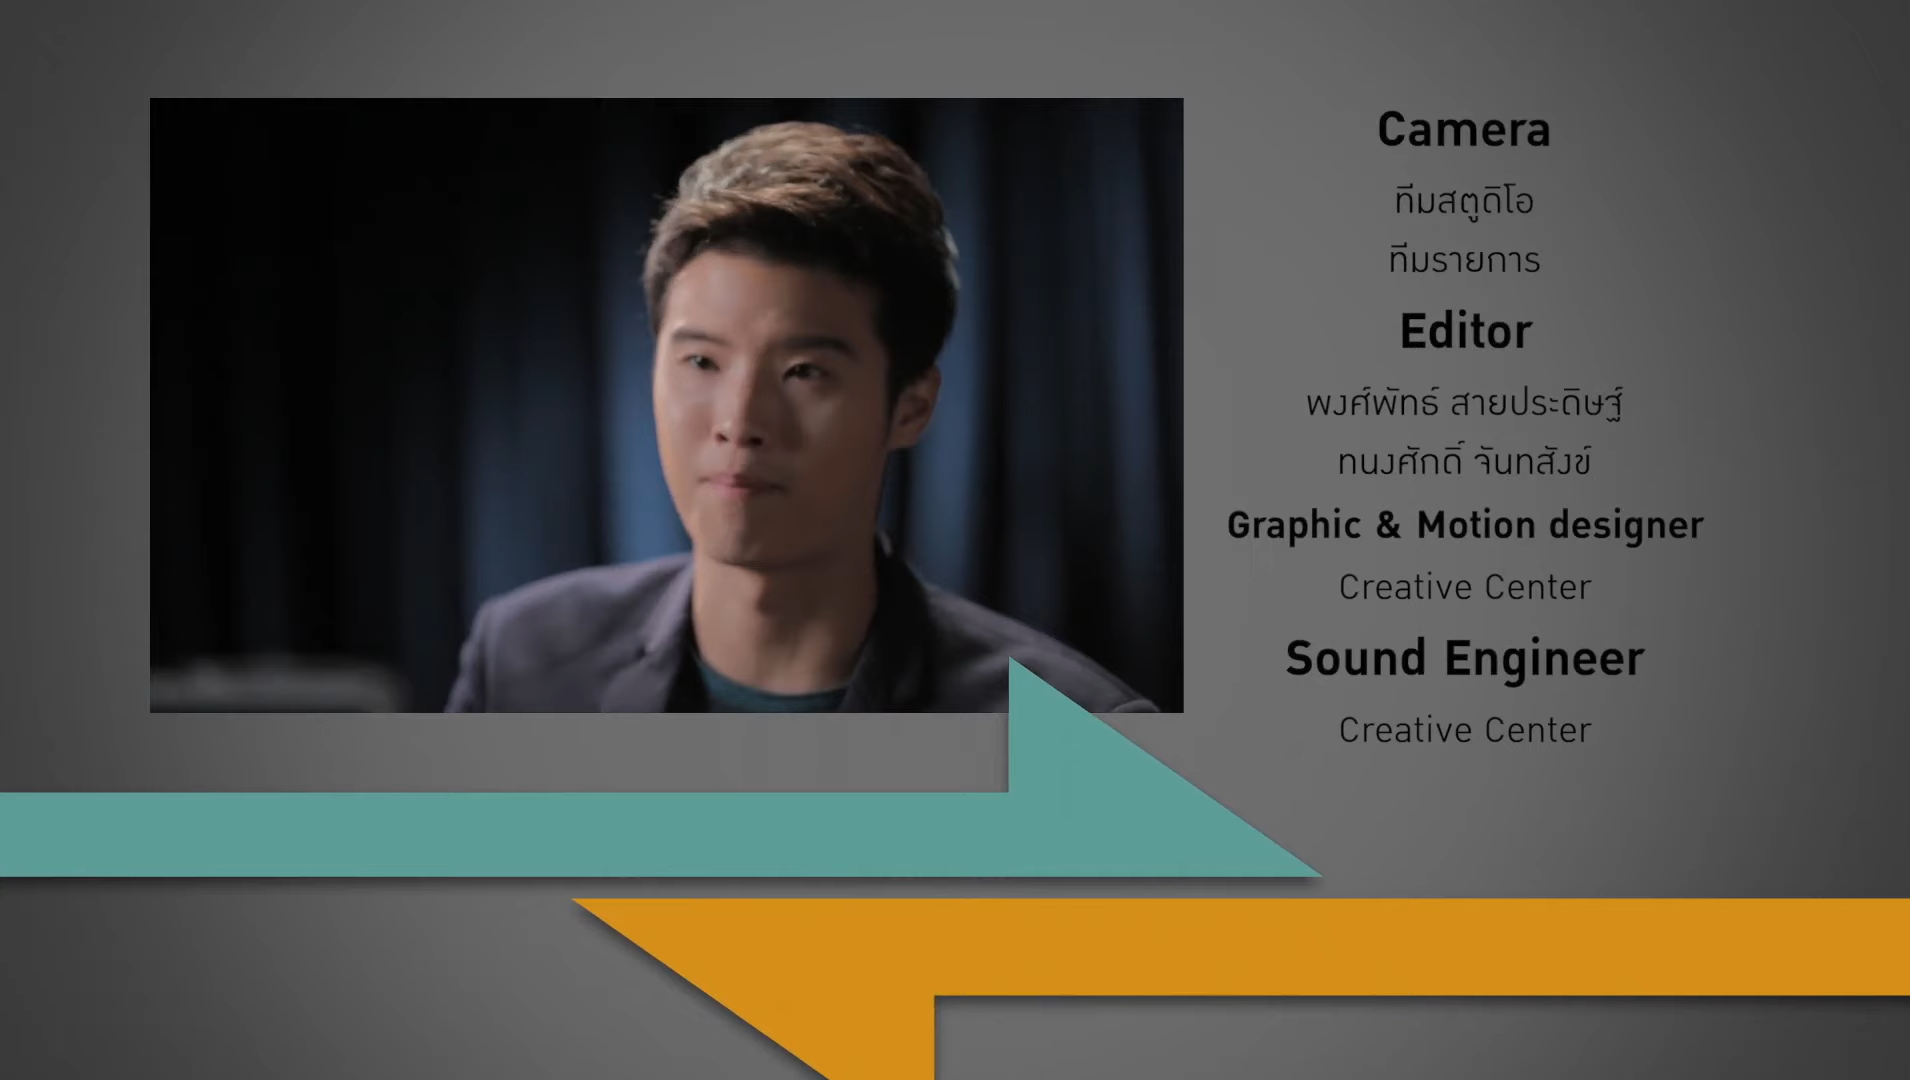 Camera
ทีมสตูดิโอ
ทีมรายการ
Editor
พงศ์พัทธ์ สายประดิษฐ์
ทนงศักดิ์ จันทสังข์
Graphic & Motion designer
Creative Center
Sound Engineer
Creative Center